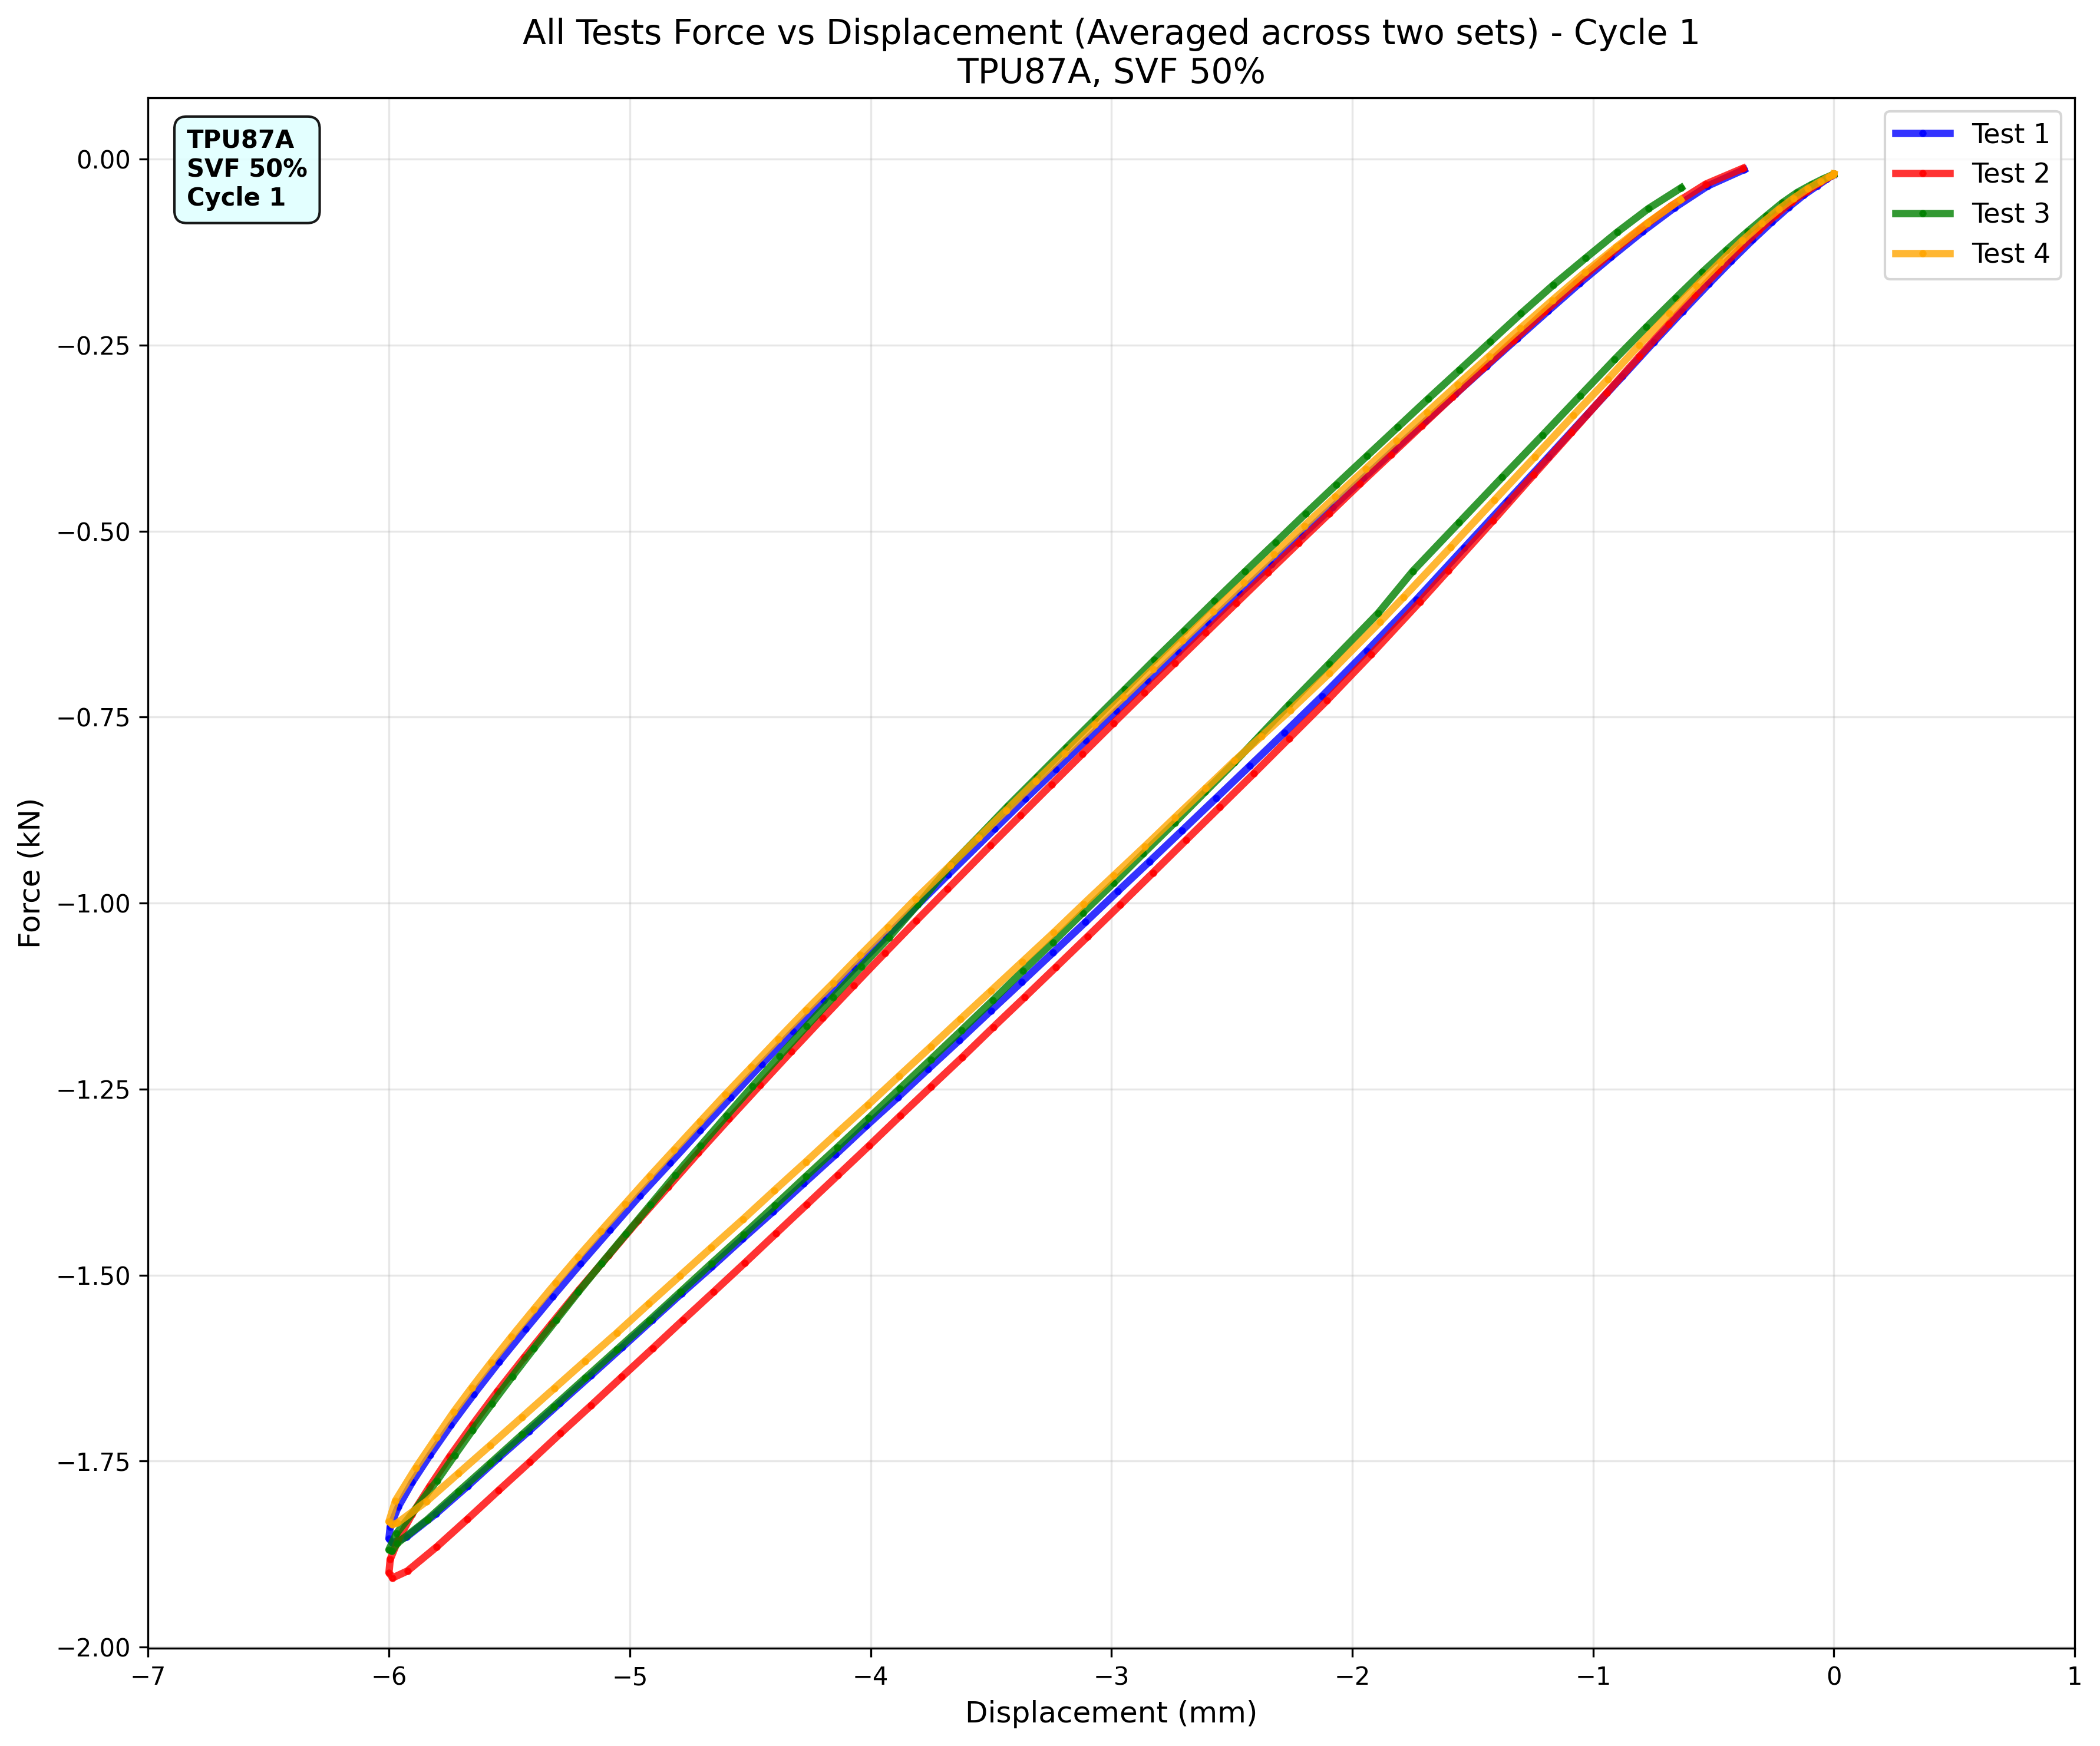 All Tests Force vs Displacement (Averaged across two sets) - Cycle 1
TPU87A, SVF 50%
TPU87A
SVF 50%
Cycle 1
Test 1
Test 2
Test 3
Test 4
Force (kN)
0.00
−0.25
−0.50
−0.75
−1.00
−1.25
−1.50
−1.75
−2.00
−7 −6 −5 −4 −3 −2 −1 0 1
Displacement (mm)